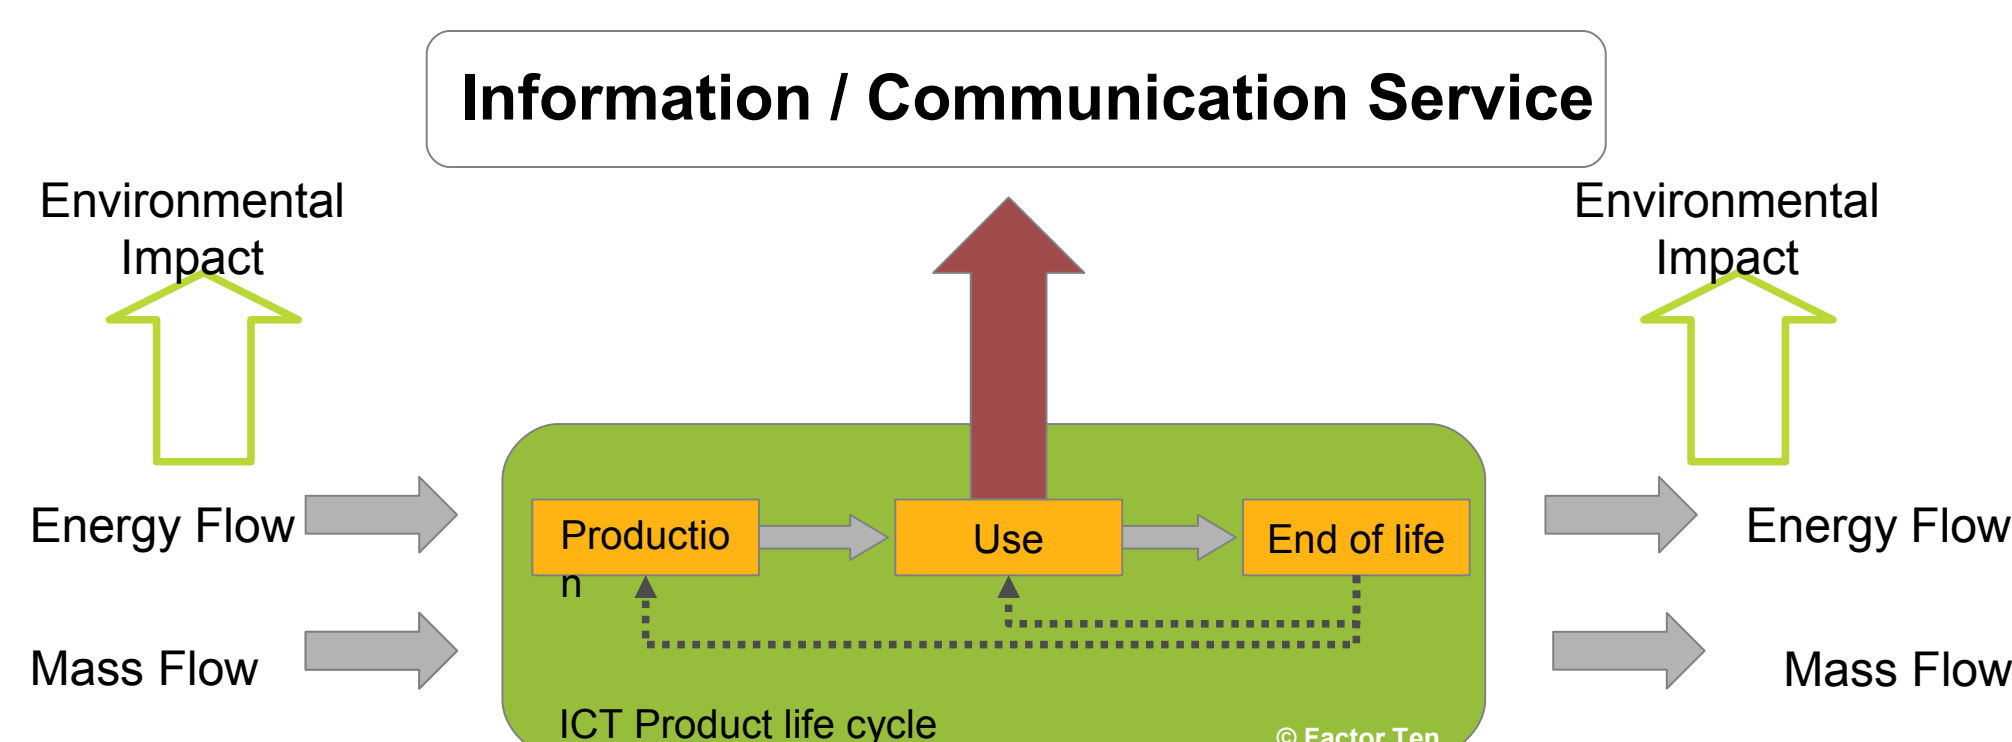 Information / Communication Service
Environmental
Impact
Environmental
Impact
Energy Flow
Productio
n
Use
End of life
Energy Flow
Mass Flow
Mass Flow
ICT Product life cycle
© Factor Ten